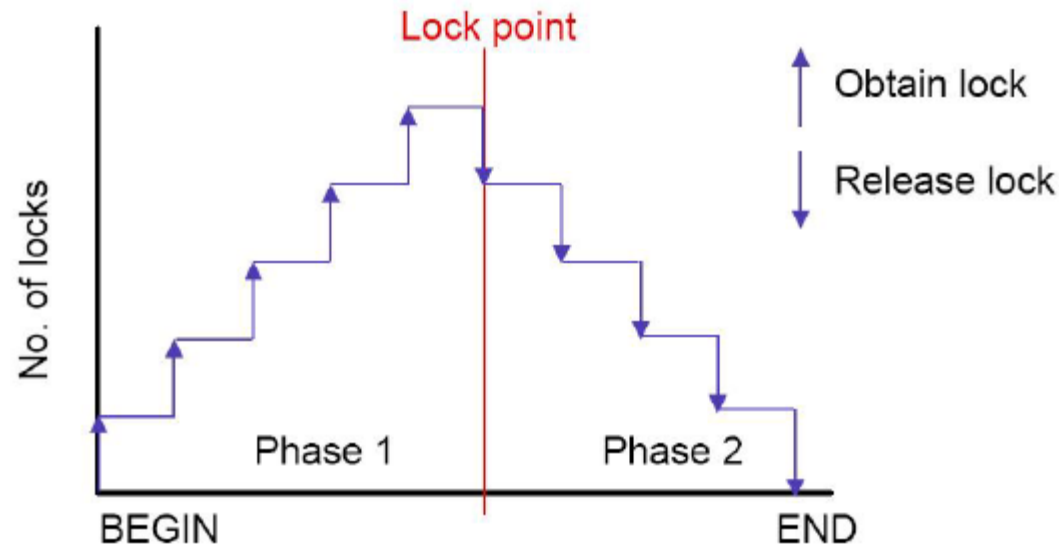 Lock point
Obtain lock
Release lock
No. of locks
Phase 1
Phase 2
BEGIN
END